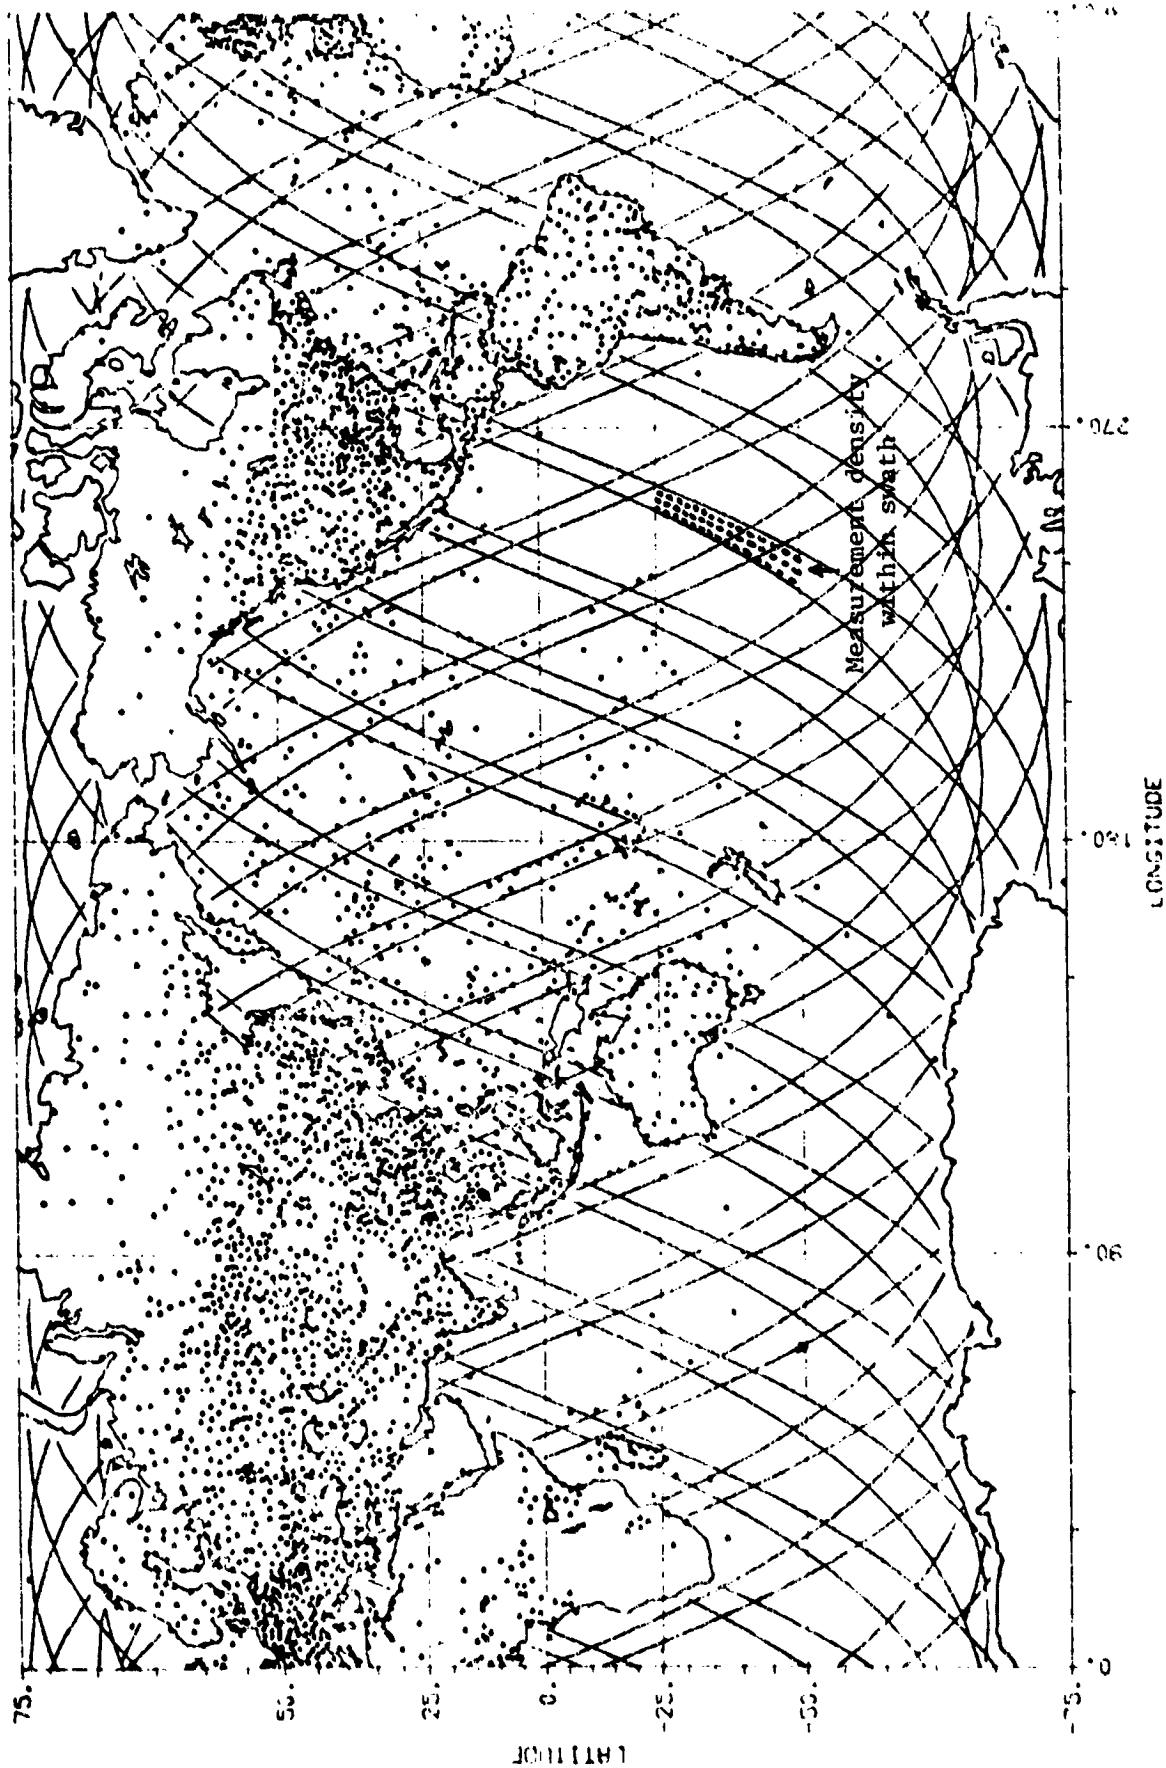 75.
50.
25.
0.
-25.
-50.
-75.
LATITUDE
0.
90.
180.
270.
LONGITUDE
Measurement density
within swath